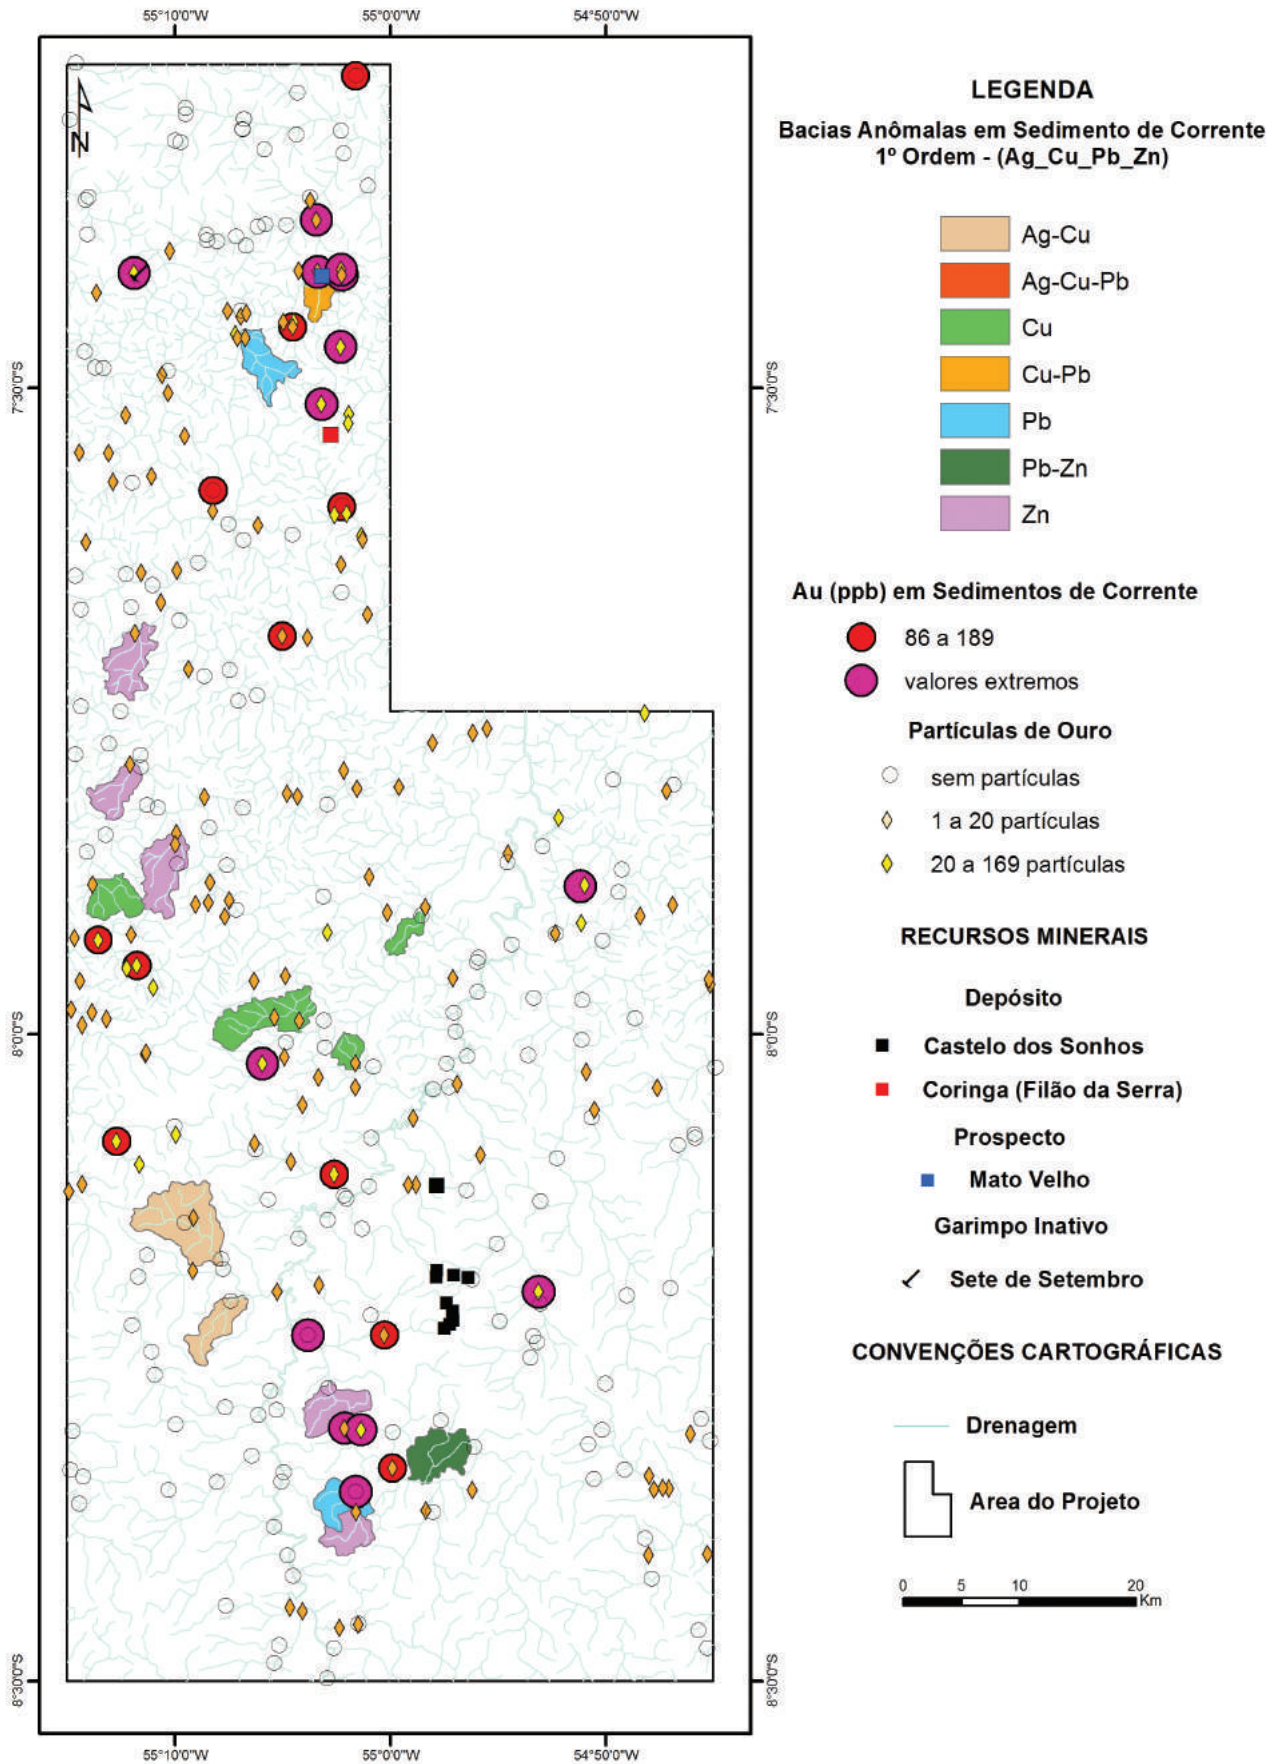 55°10'0"W
55°0'0"W
54°50'0"W
N
7°30'0"S
7°30'0"S
8°0'0"S
8°0'0"S
8°30'0"S
8°30'0"S
55°10'0"W
55°0'0"W
54°50'0"W
LEGENDA
Bacias Anômalas em Sedimento de Corrente
1º Ordem - (Ag_Cu_Pb_Zn)
Ag-Cu
Ag-Cu-Pb
Cu
Cu-Pb
Pb
Pb-Zn
Zn
Au (ppb) em Sedimentos de Corrente
86 a 189
valores extremos
Partículas de Ouro
sem partículas
1 a 20 partículas
20 a 169 partículas
RECURSOS MINERAIS
Depósito
Castelo dos Sonhos
Coringa (Filão da Serra)
Prospecto
Mato Velho
Garimpo Inativo
Sete de Setembro
CONVENÇÕES CARTOGRÁFICAS
Drenagem
Area do Projeto
0 5 10 20
Km